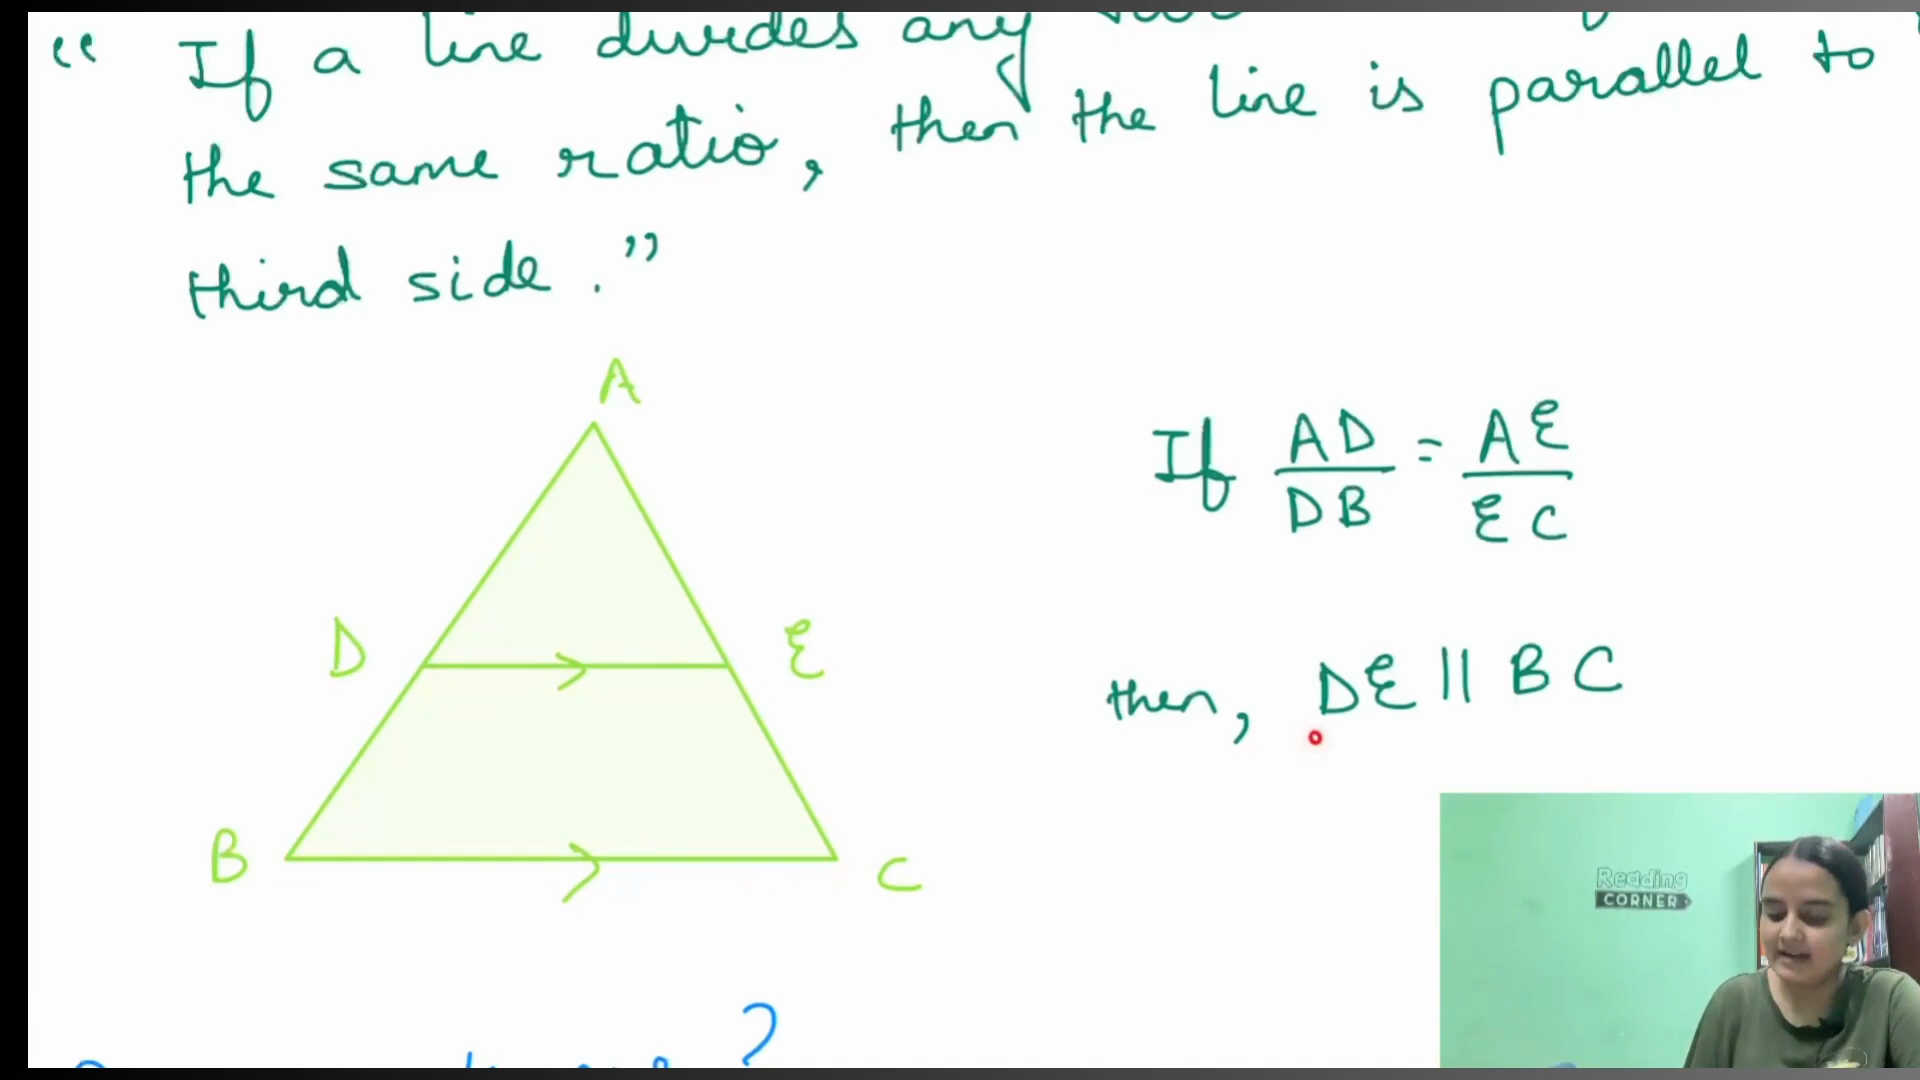 “ If a line divides any
the same ratio, then the line is parallel to
third side.”
A
If AD/DB = AE/EC
D
E
then, DE || BC
B
C
Reading
CORNER
?